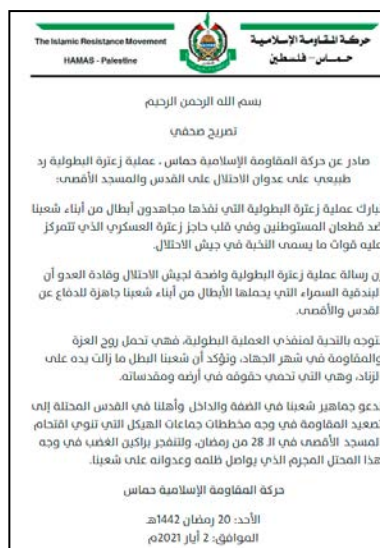 The Islamic Resistance Movement
HAMAS - Palestine
حركة المقاومة الإسلامية
حماس - فلسطين
بسم الله الرحمن الرحيم
تصريح صحفي
صادر عن حركة المقاومة الإسلامية حماس ، عملية زعترة البطولية رد
طبيعي على عدوان الاحتلال على القدس والمسجد الأقصى:
نبارك عملية زعترة البطولية التي نفذها مجاهدون أبطال من أبناء شعبنا
ضد قطعان المستوطنين وفي قلب حاجز زعترة العسكري الذي تتمركز
عليه قوات ما يسمى النخبة في جيش الاحتلال.
إن رسالة عملية زعترة البطولية واضحة لجيش الاحتلال وقادة العدو أن
البندقية السمراء التي يحملها الأبطال من أبناء شعبنا جاهزة للدفاع عن
القدس والأقصى.
نتوجه بالتحية لمنفذي العملية البطولية، فهي تحمل روح العزة
والمقاومة في شهر الجهاد، ونؤكد أن شعبنا البطل ما زالت يده على
الزناد، وهي التي تحمي حقوقه في أرضه ومقدساته.
ندعو جماهير شعبنا في الضفة والداخل وأهلنا في القدس المحتلة إلى
تصعيد المقاومة في وجه مخططات جماعات الهيكل التي تنوي اقتحام
المسجد الأقصى في الـ 28 من رمضان، ولتنفجر براكين الغضب في وجه
هذا المحتل المجرم الذي يواصل ظلمه وعدوانه على شعبنا.
حركة المقاومة الإسلامية حماس
الأحد: 20 رمضان 1442هـ
الموافق: 2 أيار 2021م